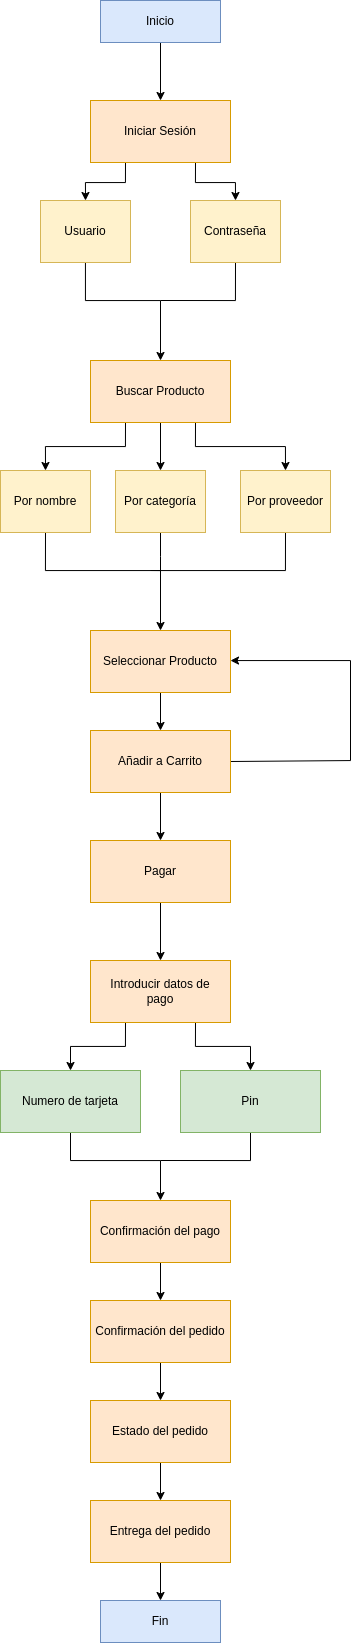 Inicio
Iniciar Sesión
Usuario
Contraseña
Buscar Producto
Por nombre
Por categoría
Por proveedor
Seleccionar Producto
Añadir a Carrito
Pagar
Introducir datos de
pago
Numero de tarjeta
Pin
Confirmación del pago
Confirmación del pedido
Estado del pedido
Entrega del pedido
Fin